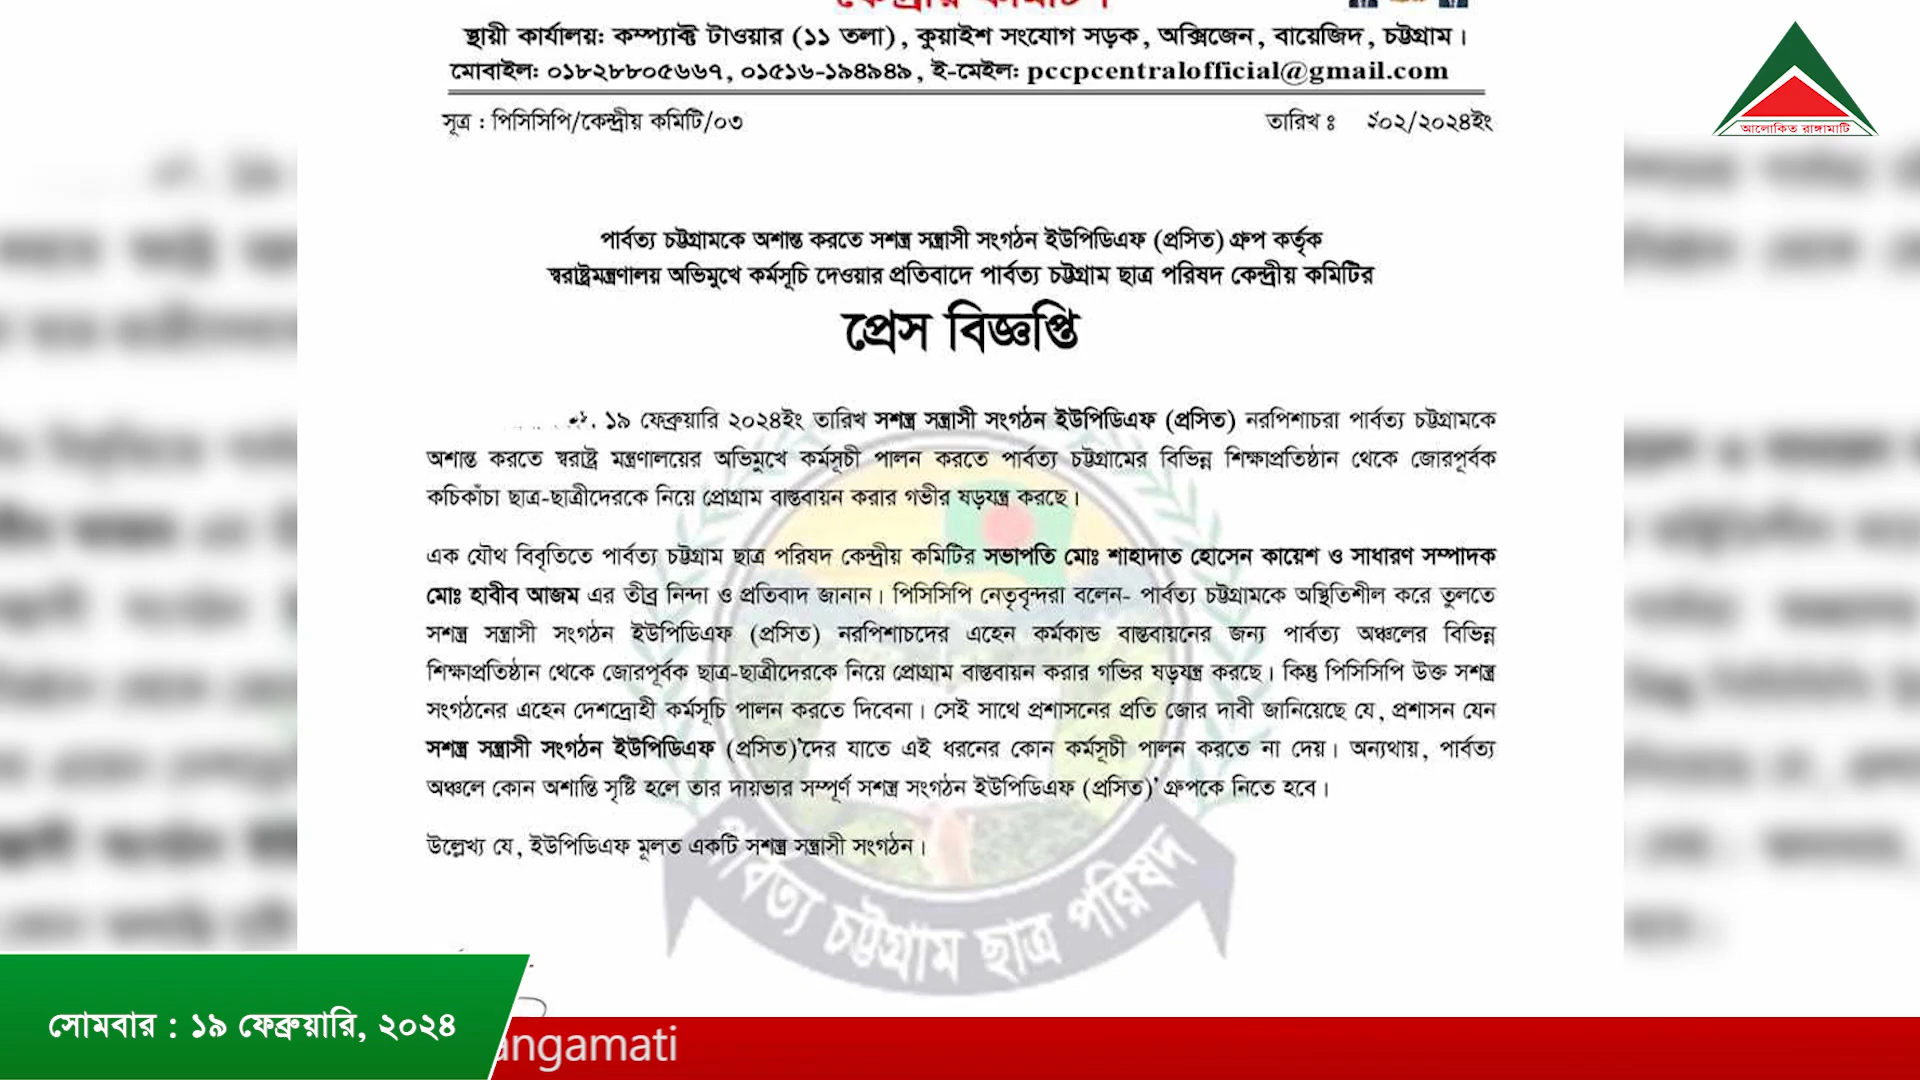 স্থায়ী কার্যালয়: কম্প্যাক্ট টাওয়ার (১১ তলা), কুয়াইশ সংযোগ সড়ক, অক্সিজেন, বায়েজিদ, চট্টগ্রাম।
মোবাইল: ০১৮২৮৮০৫৬৬৭, ০১৫১৬-১৯৪৯৪৯, ই-মেইল: pccpcentralofficial@gmail.com
আলোকিত রাঙ্গামাটি
সূত্র : পিসিসিপি/কেন্দ্রীয় কমিটি/০৩ তারিখ ঃ ০২/২০২৪ইং
পার্বত্য চট্টগ্রামকে অশান্ত করতে সশস্ত্র সন্ত্রাসী সংগঠন ইউপিডিএফ (প্রসিত) গ্রুপ কর্তৃক
স্বরাষ্ট্রমন্ত্রণালয় অভিমুখে কর্মসূচি দেওয়ার প্রতিবাদে পার্বত্য চট্টগ্রাম ছাত্র পরিষদ কেন্দ্রীয় কমিটির
প্রেস বিজ্ঞপ্তি
১৯ ফেব্রুয়ারি ২০২৪ইং তারিখ সশস্ত্র সন্ত্রাসী সংগঠন ইউপিডিএফ (প্রসিত) নরপিশাচরা পার্বত্য চট্টগ্রামকে
অশান্ত করতে স্বরাষ্ট্র মন্ত্রণালয়ের অভিমুখে কর্মসূচী পালন করতে পার্বত্য চট্টগ্রামের বিভিন্ন শিক্ষাপ্রতিষ্ঠান থেকে জোরপূর্বক
কচিকাঁচা ছাত্র-ছাত্রীদেরকে নিয়ে প্রোগ্রাম বাস্তবায়ন করার গভীর ষড়যন্ত্র করছে।
এক যৌথ বিবৃতিতে পার্বত্য চট্টগ্রাম ছাত্র পরিষদ কেন্দ্রীয় কমিটির সভাপতি মোঃ শাহাদাত হোসেন কায়েশ ও সাধারণ সম্পাদক
মোঃ হাবীব আজম এর তীব্র নিন্দা ও প্রতিবাদ জানান। পিসিসিপি নেতৃবৃন্দরা বলেন- পার্বত্য চট্টগ্রামকে অস্থিতিশীল করে তুলতে
সশস্ত্র সন্ত্রাসী সংগঠন ইউপিডিএফ (প্রসিত) নরপিশাচদের এহেন কর্মকান্ড বাস্তবায়নের জন্য পার্বত্য অঞ্চলের বিভিন্ন
শিক্ষাপ্রতিষ্ঠান থেকে জোরপূর্বক ছাত্র-ছাত্রীদেরকে নিয়ে প্রোগ্রাম বাস্তবায়ন করার গভির ষড়যন্ত্র করছে। কিন্তু পিসিসিপি উক্ত সশস্ত্র
সংগঠনের এহেন দেশদ্রোহী কর্মসূচি পালন করতে দিবেনা। সেই সাথে প্রশাসনের প্রতি জোর দাবী জানিয়েছে যে, প্রশাসন যেন
সশস্ত্র সন্ত্রাসী সংগঠন ইউপিডিএফ (প্রসিত)'দের যাতে এই ধরনের কোন কর্মসূচী পালন করতে না দেয়। অন্যথায়, পার্বত্য
অঞ্চলে কোন অশান্তি সৃষ্টি হলে তার দায়ভার সম্পূর্ণ সশস্ত্র সংগঠন ইউপিডিএফ (প্রসিত)' গ্রুপকে নিতে হবে।
উল্লেখ্য যে, ইউপিডিএফ মূলত একটি সশস্ত্র সন্ত্রাসী সংগঠন।
পার্বত্য চট্টগ্রাম ছাত্র পরিষদ
সোমবার : ১৯ ফেব্রুয়ারি, ২০২৪
angamati